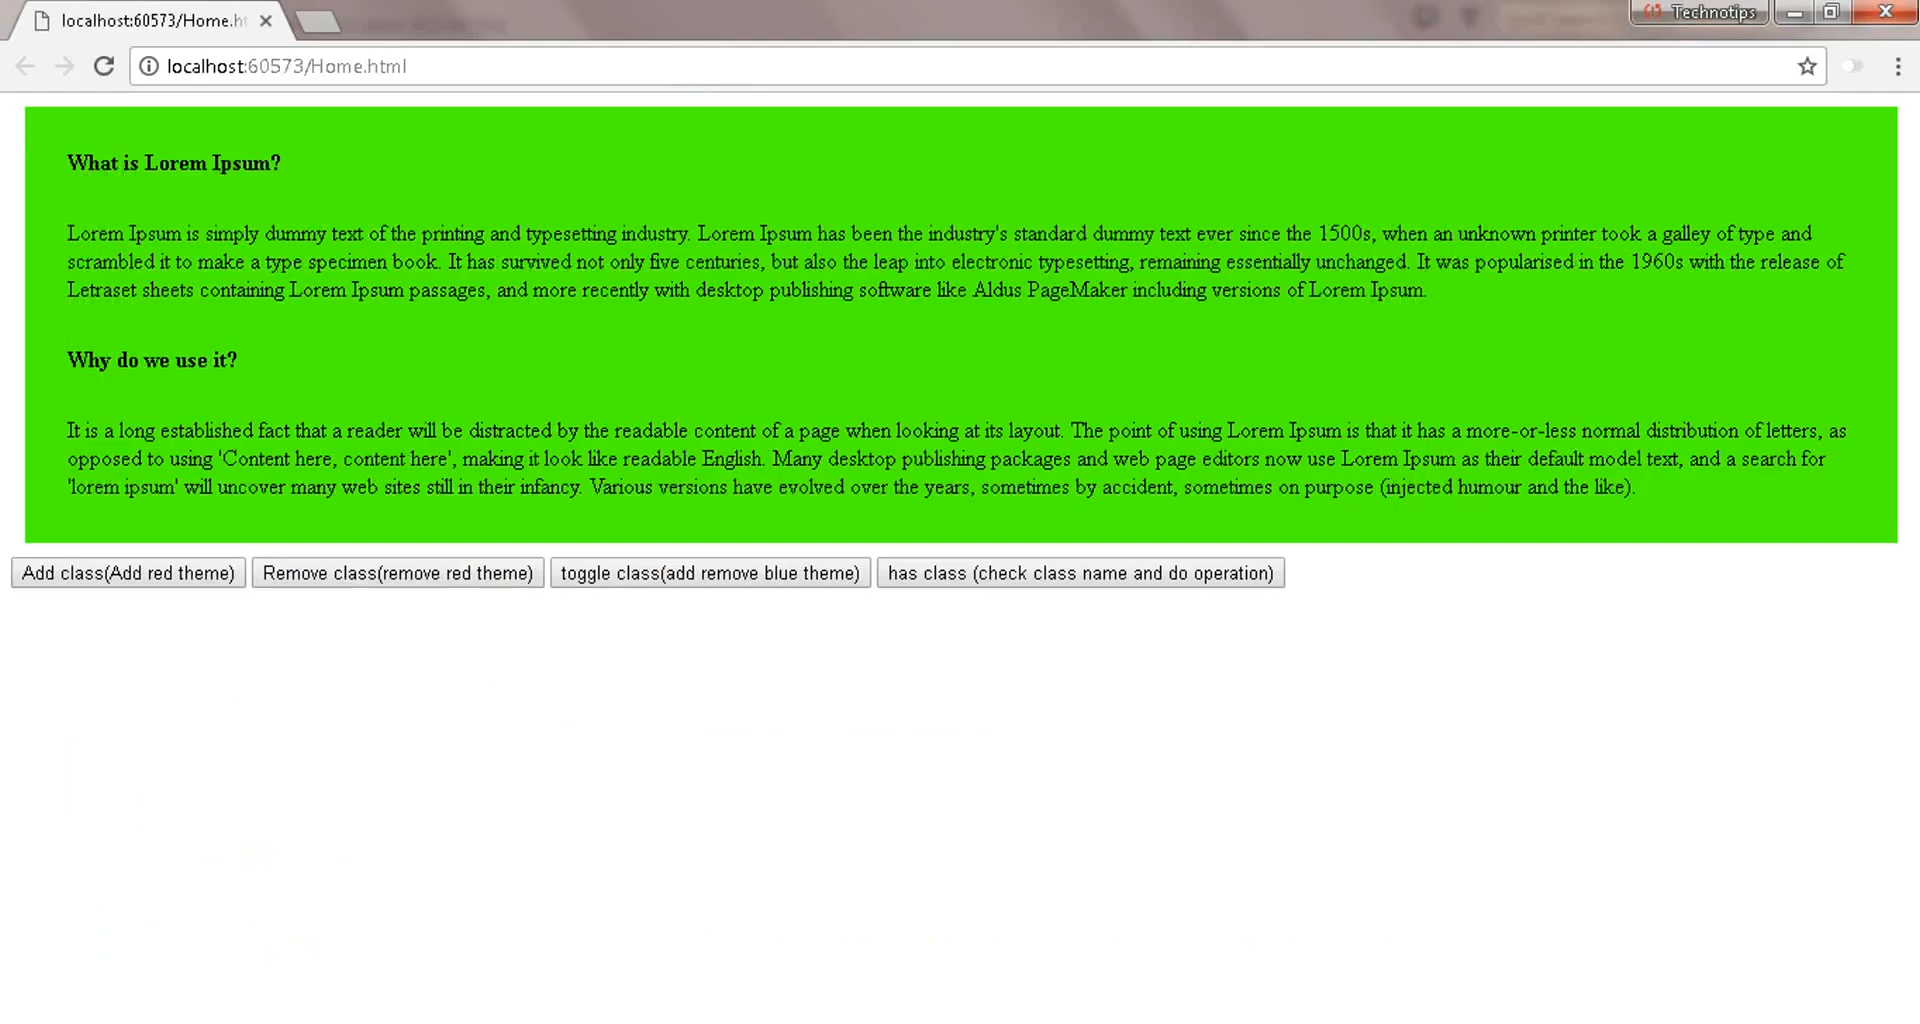 localhost:60573/Home.ht
Technotips
localhost:60573/Home.html
What is Lorem Ipsum?
Lorem Ipsum is simply dummy text of the printing and typesetting industry. Lorem Ipsum has been the industry's standard dummy text ever since the 1500s, when an unknown printer took a galley of type and
scrambled it to make a type specimen book. It has survived not only five centuries, but also the leap into electronic typesetting, remaining essentially unchanged. It was popularised in the 1960s with the release of
Letraset sheets containing Lorem Ipsum passages, and more recently with desktop publishing software like Aldus PageMaker including versions of Lorem Ipsum.
Why do we use it?
It is a long established fact that a reader will be distracted by the readable content of a page when looking at its layout. The point of using Lorem Ipsum is that it has a more-or-less normal distribution of letters, as
opposed to using 'Content here, content here', making it look like readable English. Many desktop publishing packages and web page editors now use Lorem Ipsum as their default model text, and a search for
'lorem ipsum' will uncover many web sites still in their infancy. Various versions have evolved over the years, sometimes by accident, sometimes on purpose (injected humour and the like).
Add class(Add red theme) Remove class(remove red theme) toggle class(add remove blue theme) has class (check class name and do operation)